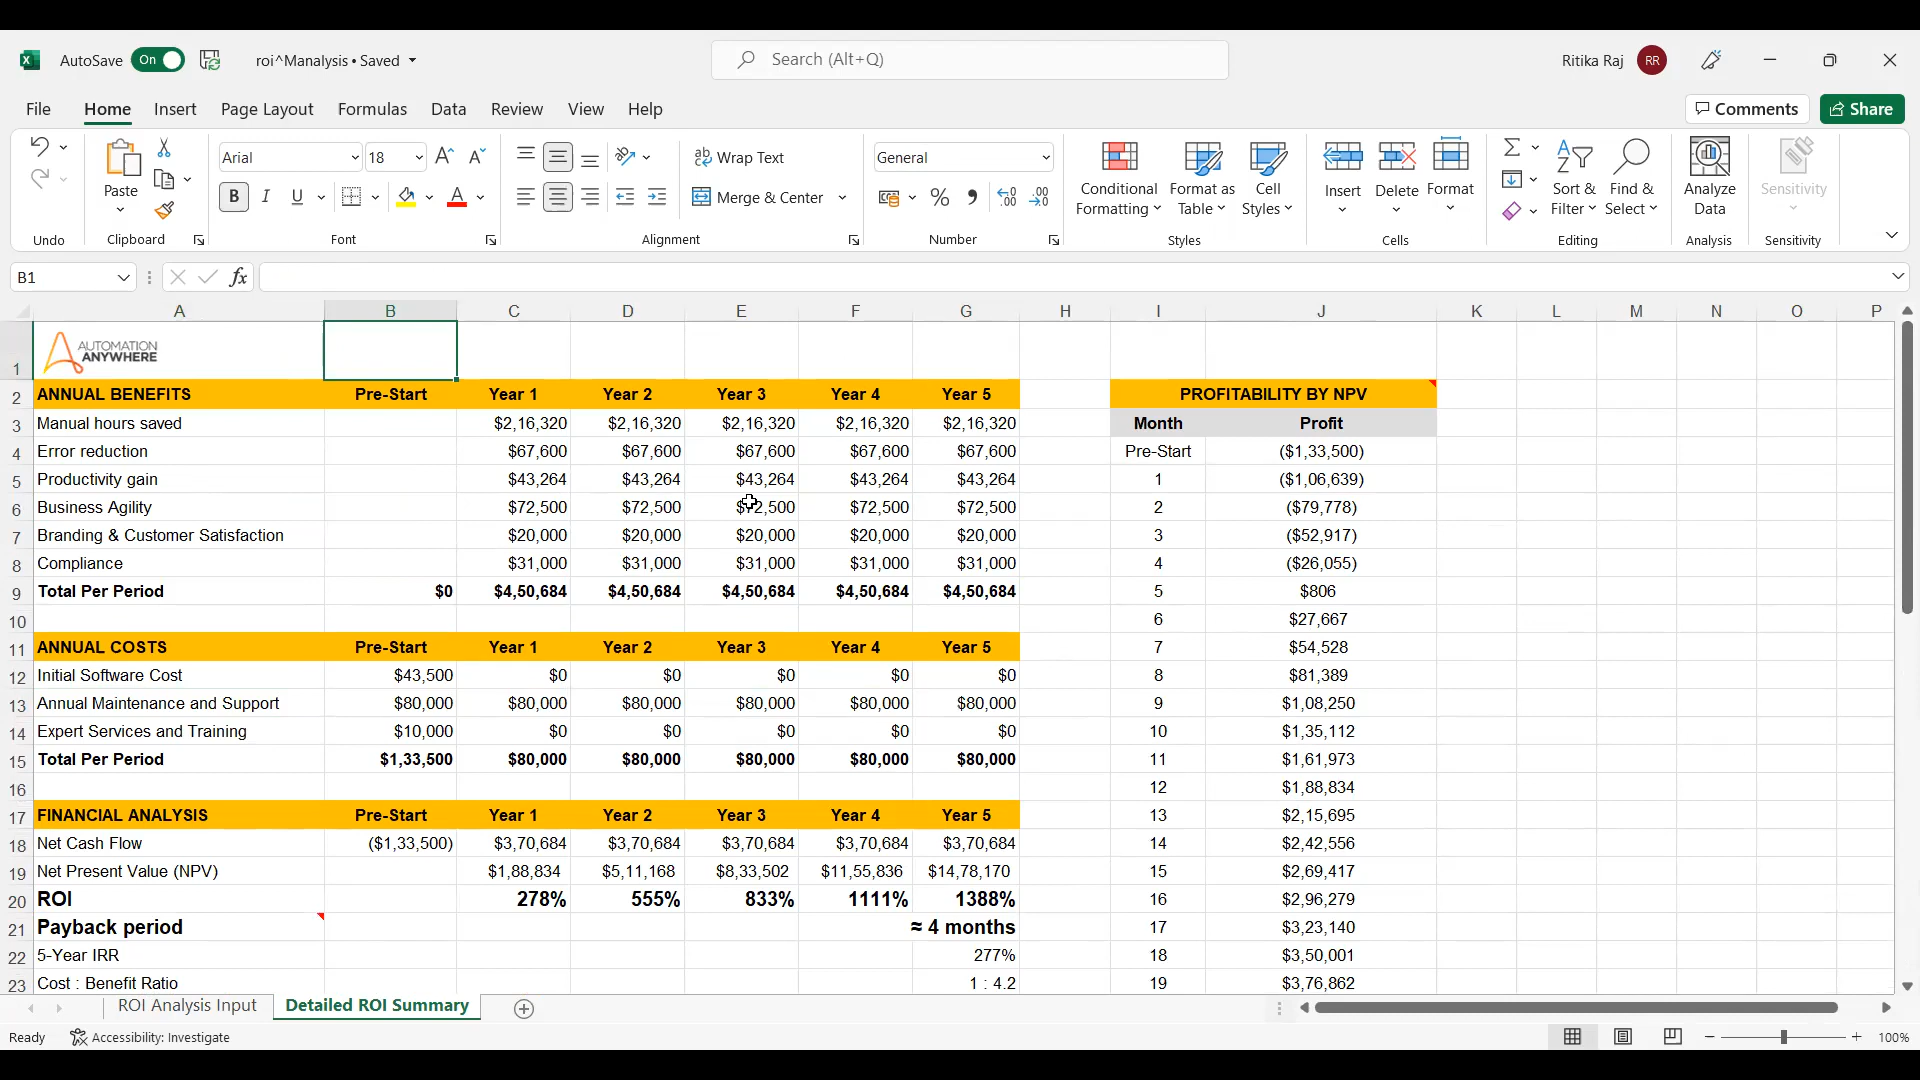 AutoSave On roi^Manalysis • Saved Search (Alt+Q) Ritika Raj RR
File Home Insert Page Layout Formulas Data Review View Help Comments Share
Arial 18 Wrap Text General
Paste B I U Merge & Center % Conditional Formatting Format as Table Cell Styles Insert Delete Format Sort & Filter Find & Select Analyze Data Sensitivity
Undo Clipboard Font Alignment Number Styles Cells Editing Analysis Sensitivity
B1 fx
A B C D E F G H I J K L M N O P
1 AUTOMATION
ANYWHERE
2 ANNUAL BENEFITS Pre-Start Year 1 Year 2 Year 3 Year 4 Year 5 PROFITABILITY BY NPV
3 Manual hours saved $2,16,320 $2,16,320 $2,16,320 $2,16,320 $2,16,320 Month Profit
4 Error reduction $67,600 $67,600 $67,600 $67,600 $67,600 Pre-Start ($1,33,500)
5 Productivity gain $43,264 $43,264 $43,264 $43,264 $43,264 1 ($1,06,639)
6 Business Agility $72,500 $72,500 $72,500 $72,500 $72,500 2 ($79,778)
7 Branding & Customer Satisfaction $20,000 $20,000 $20,000 $20,000 $20,000 3 ($52,917)
8 Compliance $31,000 $31,000 $31,000 $31,000 $31,000 4 ($26,055)
9 Total Per Period $0 $4,50,684 $4,50,684 $4,50,684 $4,50,684 $4,50,684 5 $806
10 6 $27,667
11 ANNUAL COSTS Pre-Start Year 1 Year 2 Year 3 Year 4 Year 5 7 $54,528
12 Initial Software Cost $43,500 $0 $0 $0 $0 $0 8 $81,389
13 Annual Maintenance and Support $80,000 $80,000 $80,000 $80,000 $80,000 $80,000 9 $1,08,250
14 Expert Services and Training $10,000 $0 $0 $0 $0 $0 10 $1,35,112
15 Total Per Period $1,33,500 $80,000 $80,000 $80,000 $80,000 $80,000 11 $1,61,973
16 12 $1,88,834
17 FINANCIAL ANALYSIS Pre-Start Year 1 Year 2 Year 3 Year 4 Year 5 13 $2,15,695
18 Net Cash Flow ($1,33,500) $3,70,684 $3,70,684 $3,70,684 $3,70,684 $3,70,684 14 $2,42,556
19 Net Present Value (NPV) $1,88,834 $5,11,168 $8,33,502 $11,55,836 $14,78,170 15 $2,69,417
20 ROI 278% 555% 833% 1111% 1388% 16 $2,96,279
21 Payback period ≈ 4 months 17 $3,23,140
22 5-Year IRR 277% 18 $3,50,001
23 Cost : Benefit Ratio 1 : 4.2 19 $3,76,862
ROI Analysis Input Detailed ROI Summary
Ready Accessibility: Investigate 100%